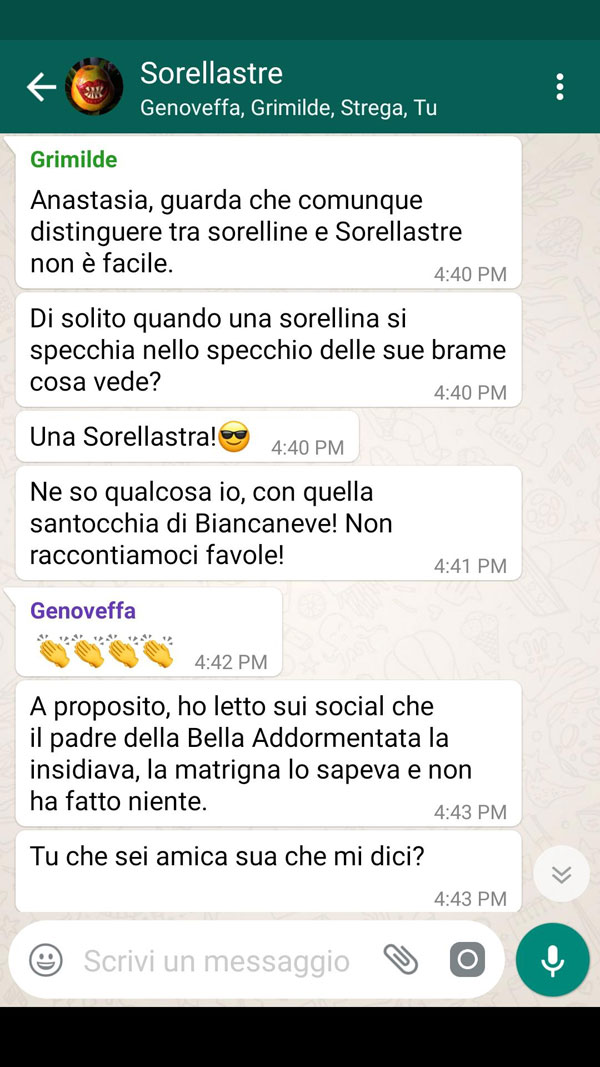 Sorellastre
Genoveffa, Grimilde, Strega, Tu
Grimilde
Anastasia, guarda che comunque
distinguere tra sorelline e Sorellastre
non è facile.
4:40 PM
Di solito quando una sorellina si
specchia nello specchio delle sue brame
cosa vede?
4:40 PM
Una Sorellastra!😎
4:40 PM
Ne so qualcosa io, con quella
santocchia di Biancaneve! Non
raccontiamoci favole!
4:41 PM
Genoveffa
👏👏👏👏
4:42 PM
A proposito, ho letto sui social che
il padre della Bella Addormentata la
insidiava, la matrigna lo sapeva e non
ha fatto niente.
4:43 PM
Tu che sei amica sua che mi dici?
4:43 PM
Scrivi un messaggio